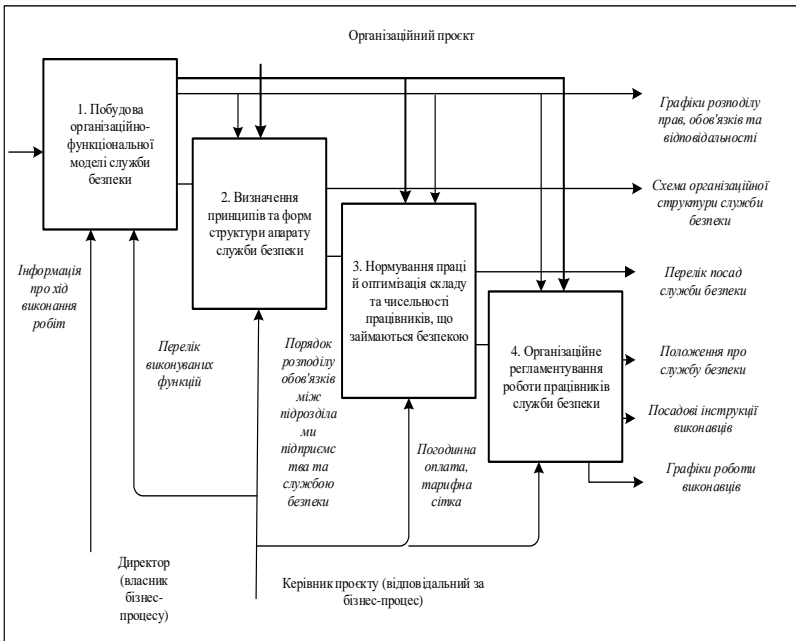 Організаційний проєкт
1. Побудова
організаційно-
функціональної
моделі служби
безпеки
Графіки розподілу
прав, обов'язків та
відповідальності
2. Визначення
принципів та форм
структури апарату
служби безпеки
Схема організаційної
структури служби
безпеки
3. Нормування праці
й оптимізація складу
та чисельності
працівників, що
займаються безпекою
Перелік посад
служби безпеки
Інформація
про хід
виконання
робіт
Перелік
виконуваних
функцій
Порядок
розподілу
обов'язків
між
підрозділа
ми
підприємс
тва та
службою
безпеки
4. Організаційне
регламентування
роботи працівників
служби безпеки
Положення про
службу безпеки
Посадові інструкції
виконавців
Погодинна
оплата,
тарифна
сітка
Графіки роботи
виконавців
Директор
(власник
бізнес-
процесу)
Керівник проєкту (відповідальний за
бізнес-процес)